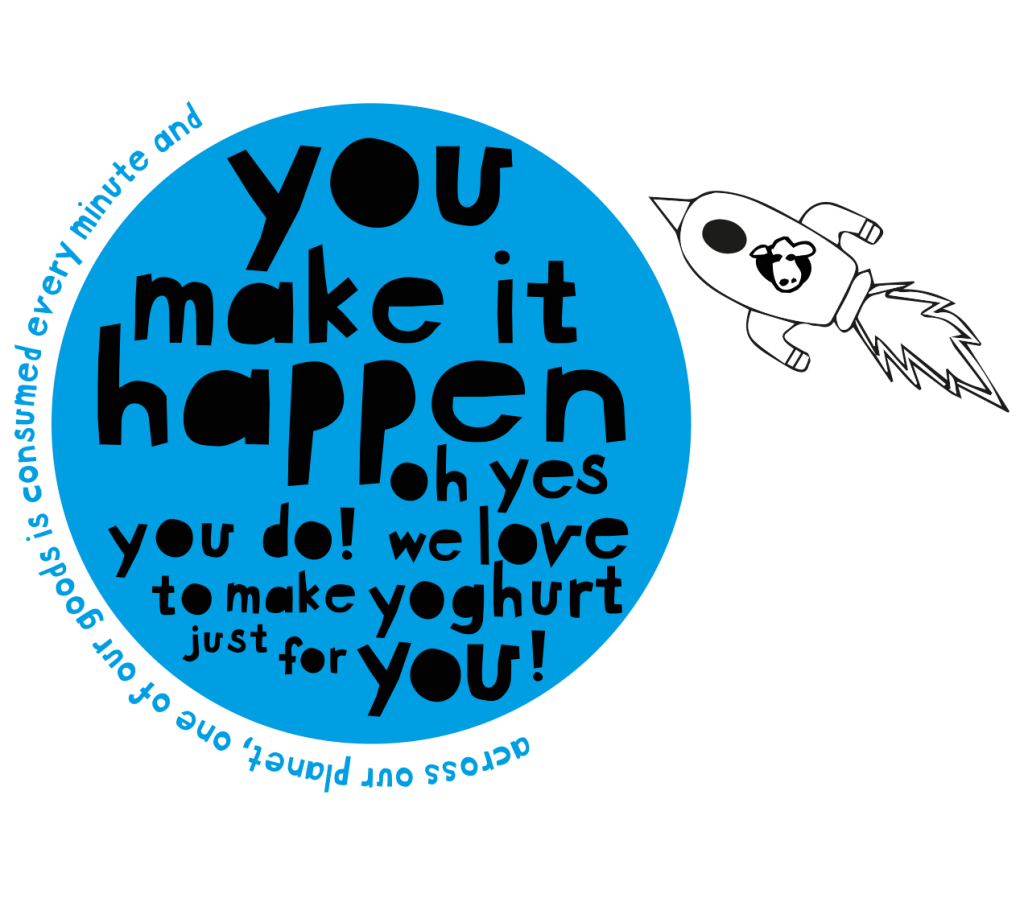 across our planet, one of our goods is consumed every minute and
you
make it
happen
oh yes
you do! we love
to make yoghurt
just for you!